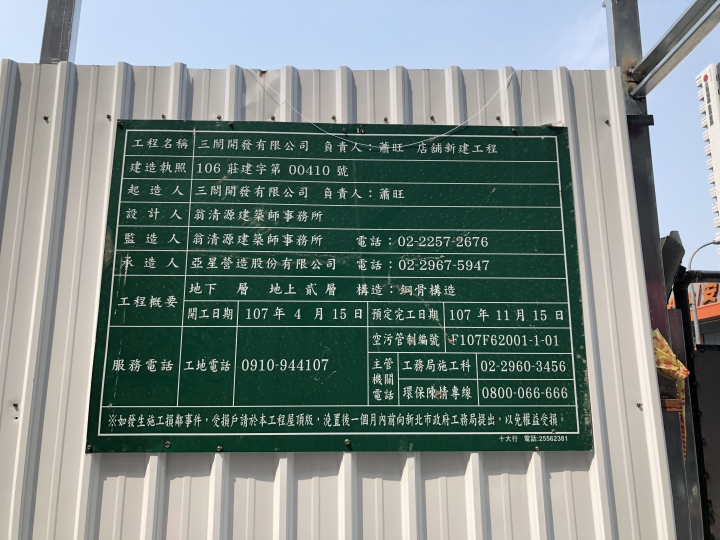 工程名稱 三閤開發有限公司 負責人：蕭旺 店舖新建工程
建造執照 106 莊建字第 00410 號
起造人 三閤開發有限公司 負責人：蕭旺
設計人 翁清源建築師事務所
監造人 翁清源建築師事務所 電話：02-2257-2676
承造人 亞星營造股份有限公司 電話：02-2967-5947
工程概要 地下 層 地上貳層 構造：鋼骨構造
開工日期 107 年 4 月 15 日 預定完工日期 107 年 11 月 15 日
服務電話 工地電話 0910-944107
空污管制編號 F107F62001-1-01
主管機關電話 工務局施工科 02-2960-3456
環保陳情專線 0800-066-666
※如發生施工損鄰事件，受損戶請於本工程屋頂版，澆置後一個月內前向新北市政府工務局提出，以免權益受損。
十大行 電話:25562381